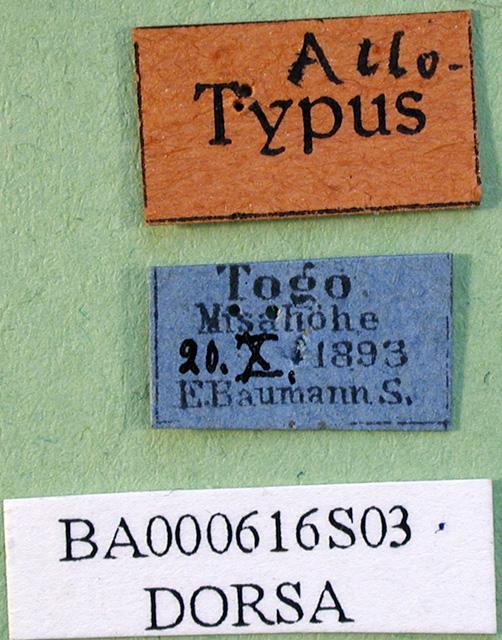 Allo-
Typus
Togo.
Misahöhe
20. X. 1893
E.Baumann S.
BA000616S03
DORSA